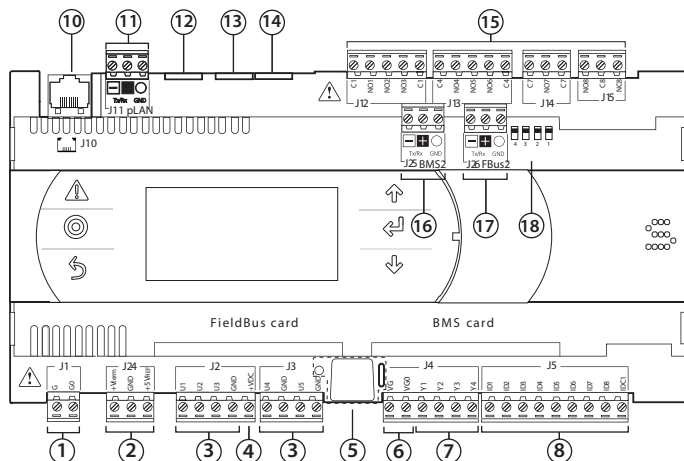 10 11 12 13 14 15
C1 NO1 NO2 NO3 C1 C4 NO4 NO5 NO6 C4 C7 NO7 C7 NO8 C8 NC8
J12 J13 J14 J15
Tx/Rx GND
J11 pLAN
J10
Tx/Rx GND Tx/Rx GND
J25 BMS2 J26 FBus2
4 3 2 1
16 17 18
FieldBus card BMS card
J1 J24 J2 J3 J4 J5
G G0 +VTERM GND +5VREF U1 U2 U3 GND +VDC U4 GND U5 GND VG VG0 Y1 Y2 Y3 Y4 ID1 ID2 ID3 ID4 ID5 ID6 ID7 ID8 IDC1
1 2 3 4 3 5 6 7 8